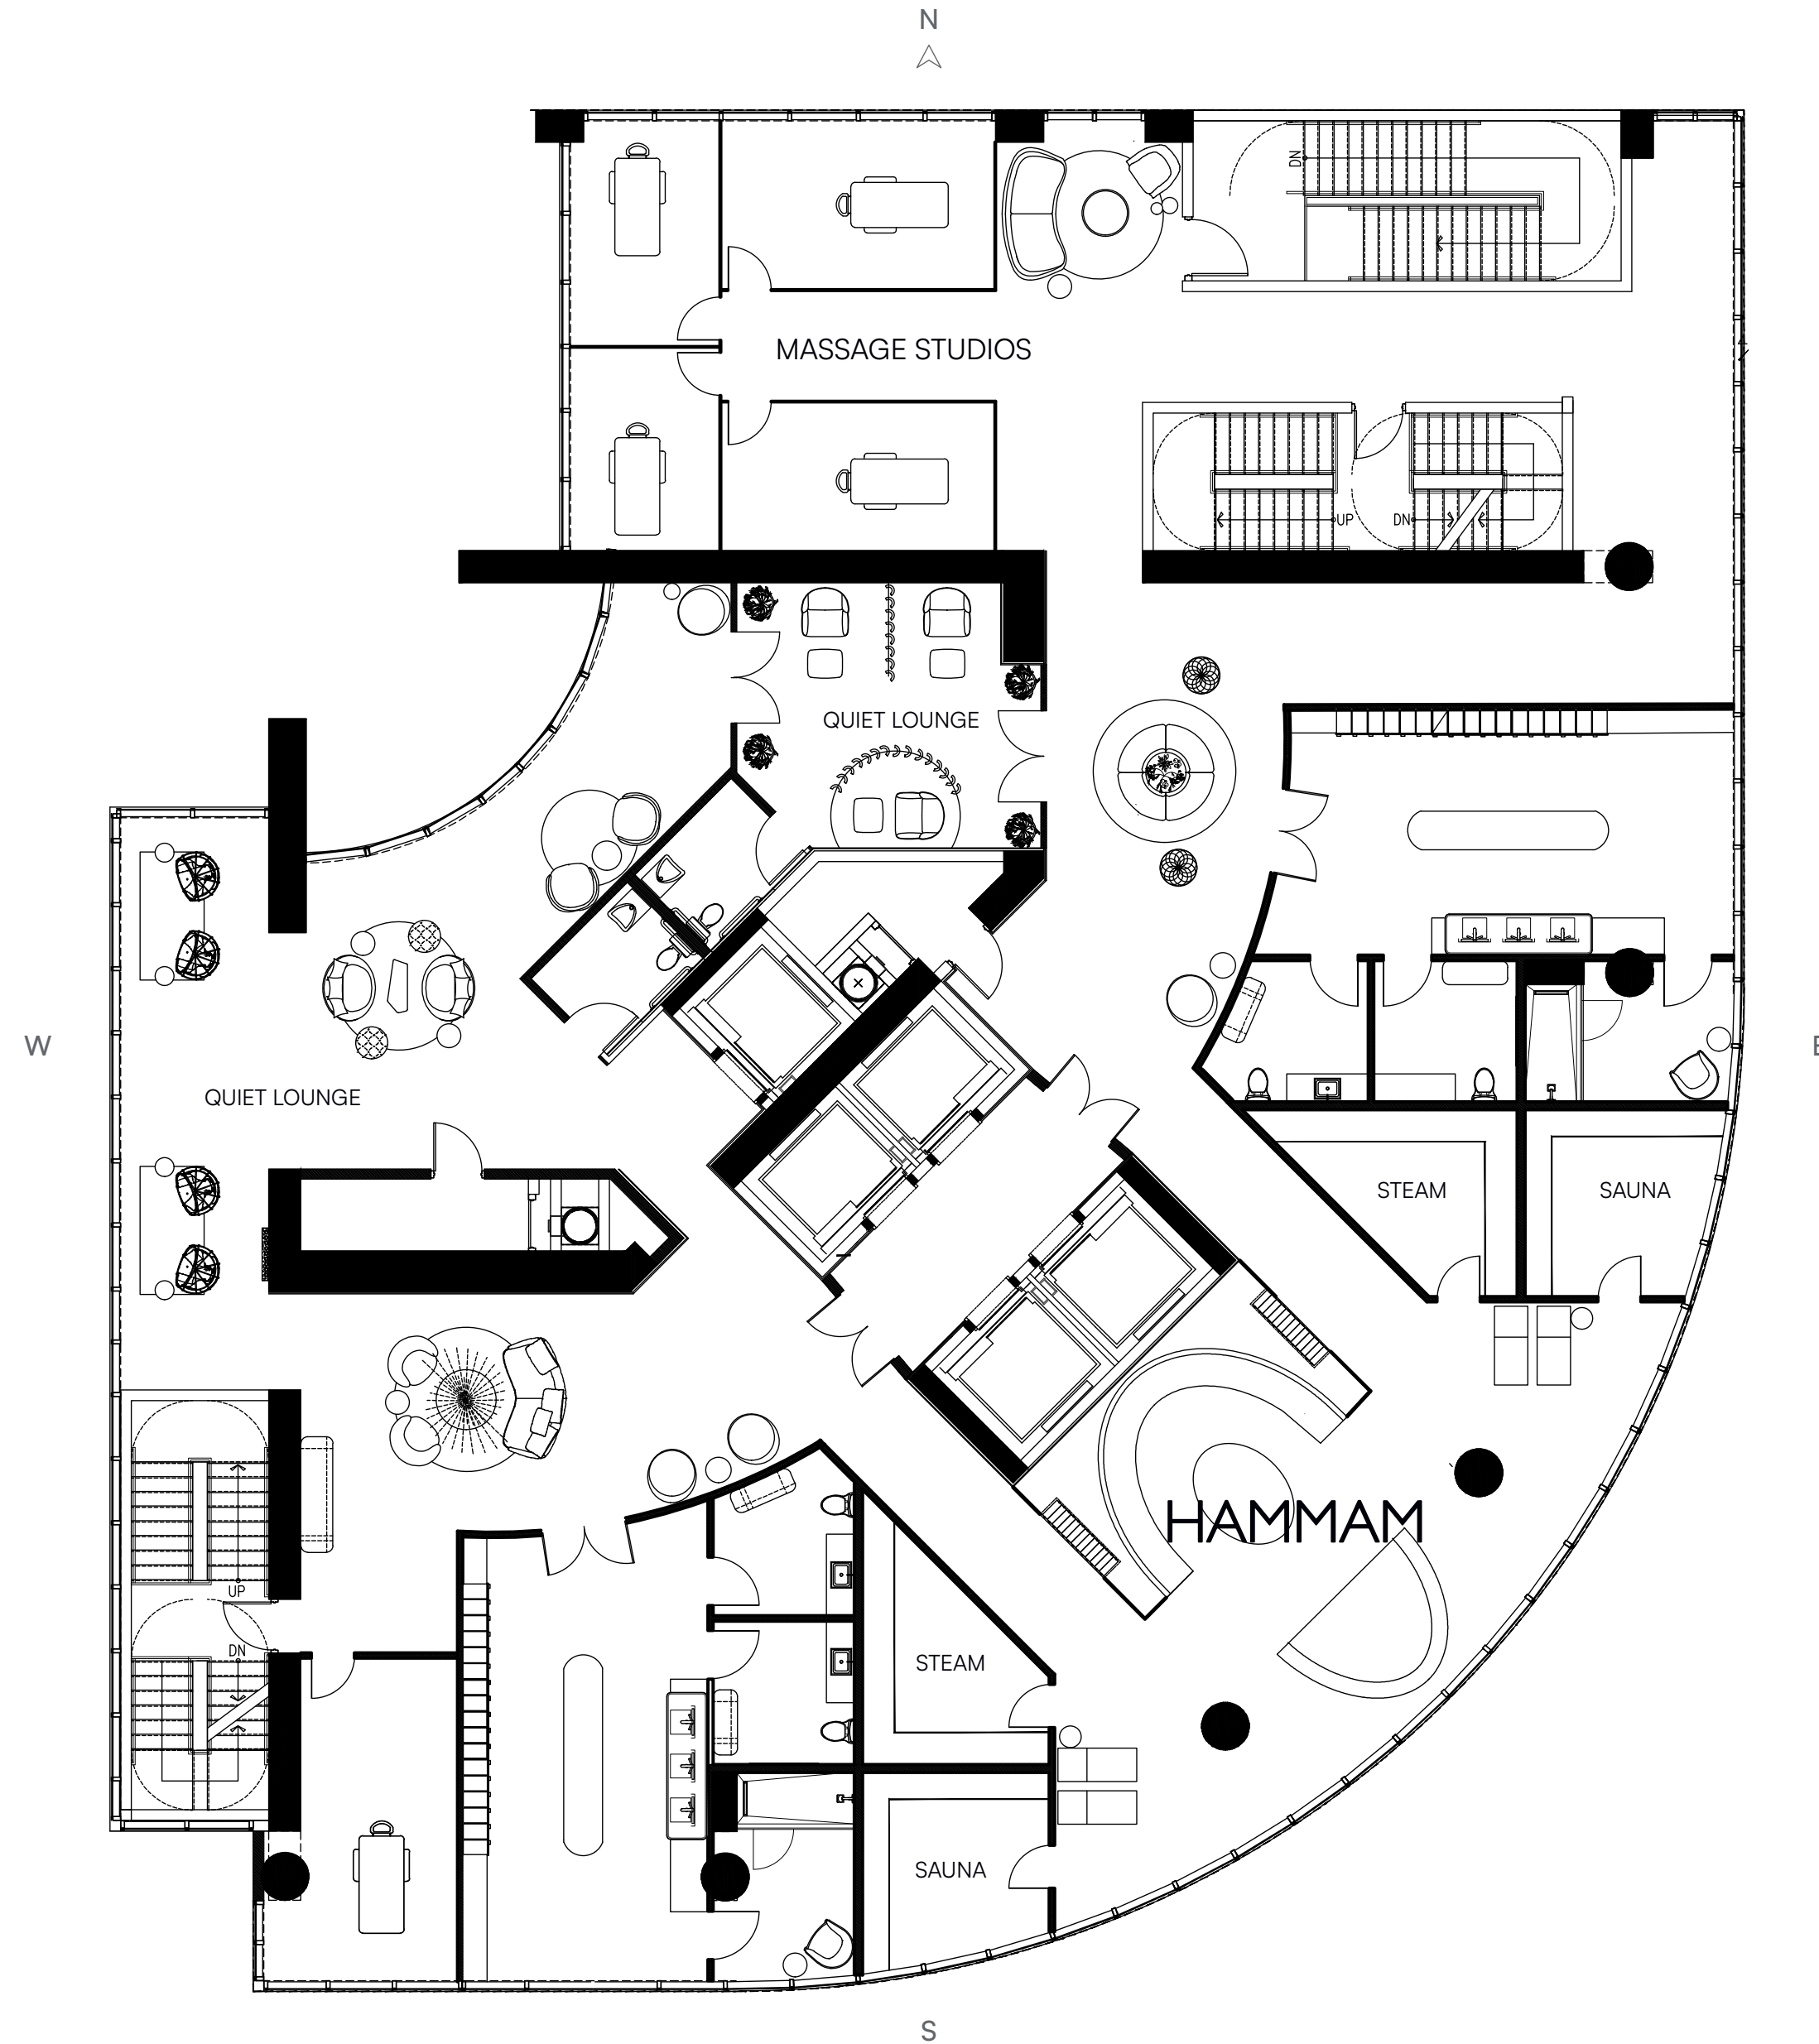 N
DN
MASSAGE STUDIOS
UP
DN
QUIET LOUNGE
W
E
QUIET LOUNGE
STEAM
SAUNA
HAMMAM
UP
DN
STEAM
SAUNA
S